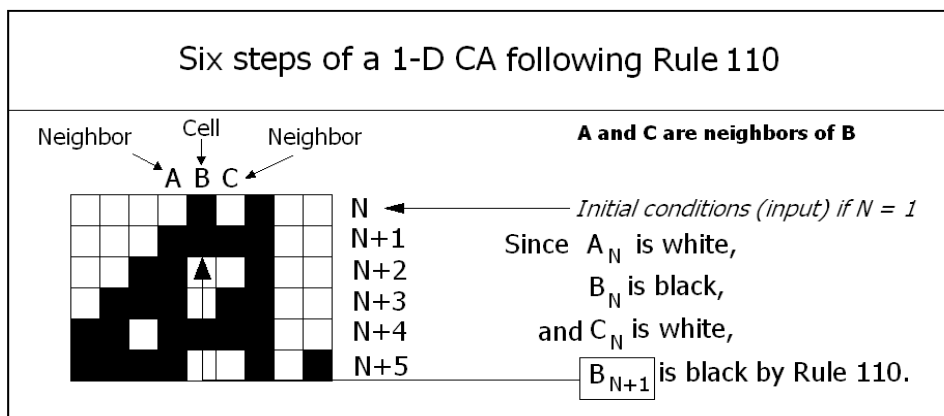 Six steps of a 1-D CA following Rule 110
Cell
Neighbor Neighbor
A and C are neighbors of B
A B C
N
Initial conditions (input) if N = 1
N+1
Since A_N is white,
N+2
B_N is black,
N+3
N+4
and C_N is white,
N+5
B_N+1 is black by Rule 110.